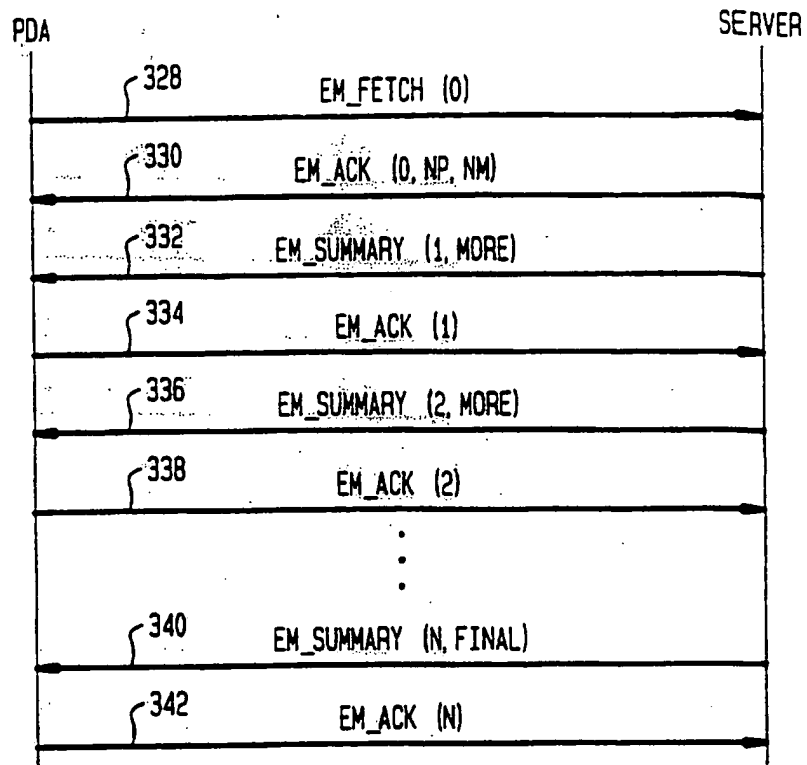 PDA
SERVER
328
EM_FETCH (0)
330
EM_ACK (0, NP, NM)
332
EM_SUMMARY (1, MORE)
334
EM_ACK (1)
336
EM_SUMMARY (2, MORE)
338
EM_ACK (2)
340
EM_SUMMARY (N, FINAL)
342
EM_ACK (N)